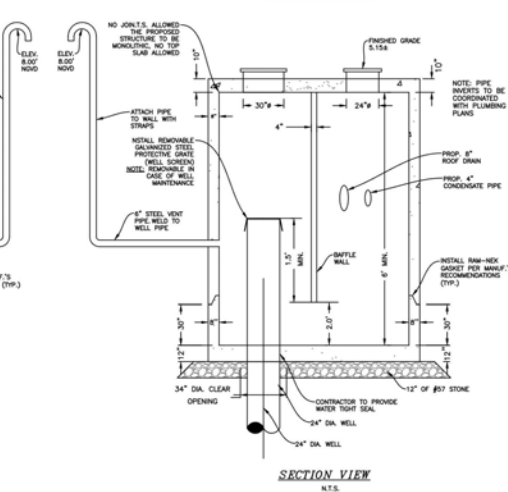 NO JOIN.T.S. ALLOWED
THE PROPOSED
STRUCTURE TO BE
MONOLITHIC, NO TOP
SLAB ALLOWED
FINISHED GRADE
5.15±
ELEV.
8.00'
NGVD
ELEV.
8.00'
NGVD
10"
10"
NOTE: PIPE
INVERTS TO BE
COORDINATED
WITH PLUMBING
PLANS
30"ø
24"ø
ATTACH PIPE
TO WALL WITH
STRAPS
8"
4"
NSTALL REMOVABLE
GALVANIZED STEEL
PROTECTIVE GRATE
(WELL SCREEN)
NOTE: REMOVABLE IN
CASE OF WELL
MAINTENANCE
PROP. 8"
ROOF DRAIN
PROP. 4"
CONDENSATE PIPE
6" STEEL VENT
PIPE. WELD TO
WELL PIPE
1.5'
MIN.
BAFFLE
WALL
6' MIN.
INSTALL RAM-NEK
GASKET PER MANUF.'
RECOMMENDATIONS
(TYP.)
'S
(TYP.)
30"
8"
2.0'
8"
30"
12"
12"
34" DIA. CLEAR
OPENING
CONTRACTOR TO PROVIDE
WATER TIGHT SEAL
12" OF #57 STONE
24" DIA. WELL
24" DIA. WELL
SECTION VIEW
N.T.S.